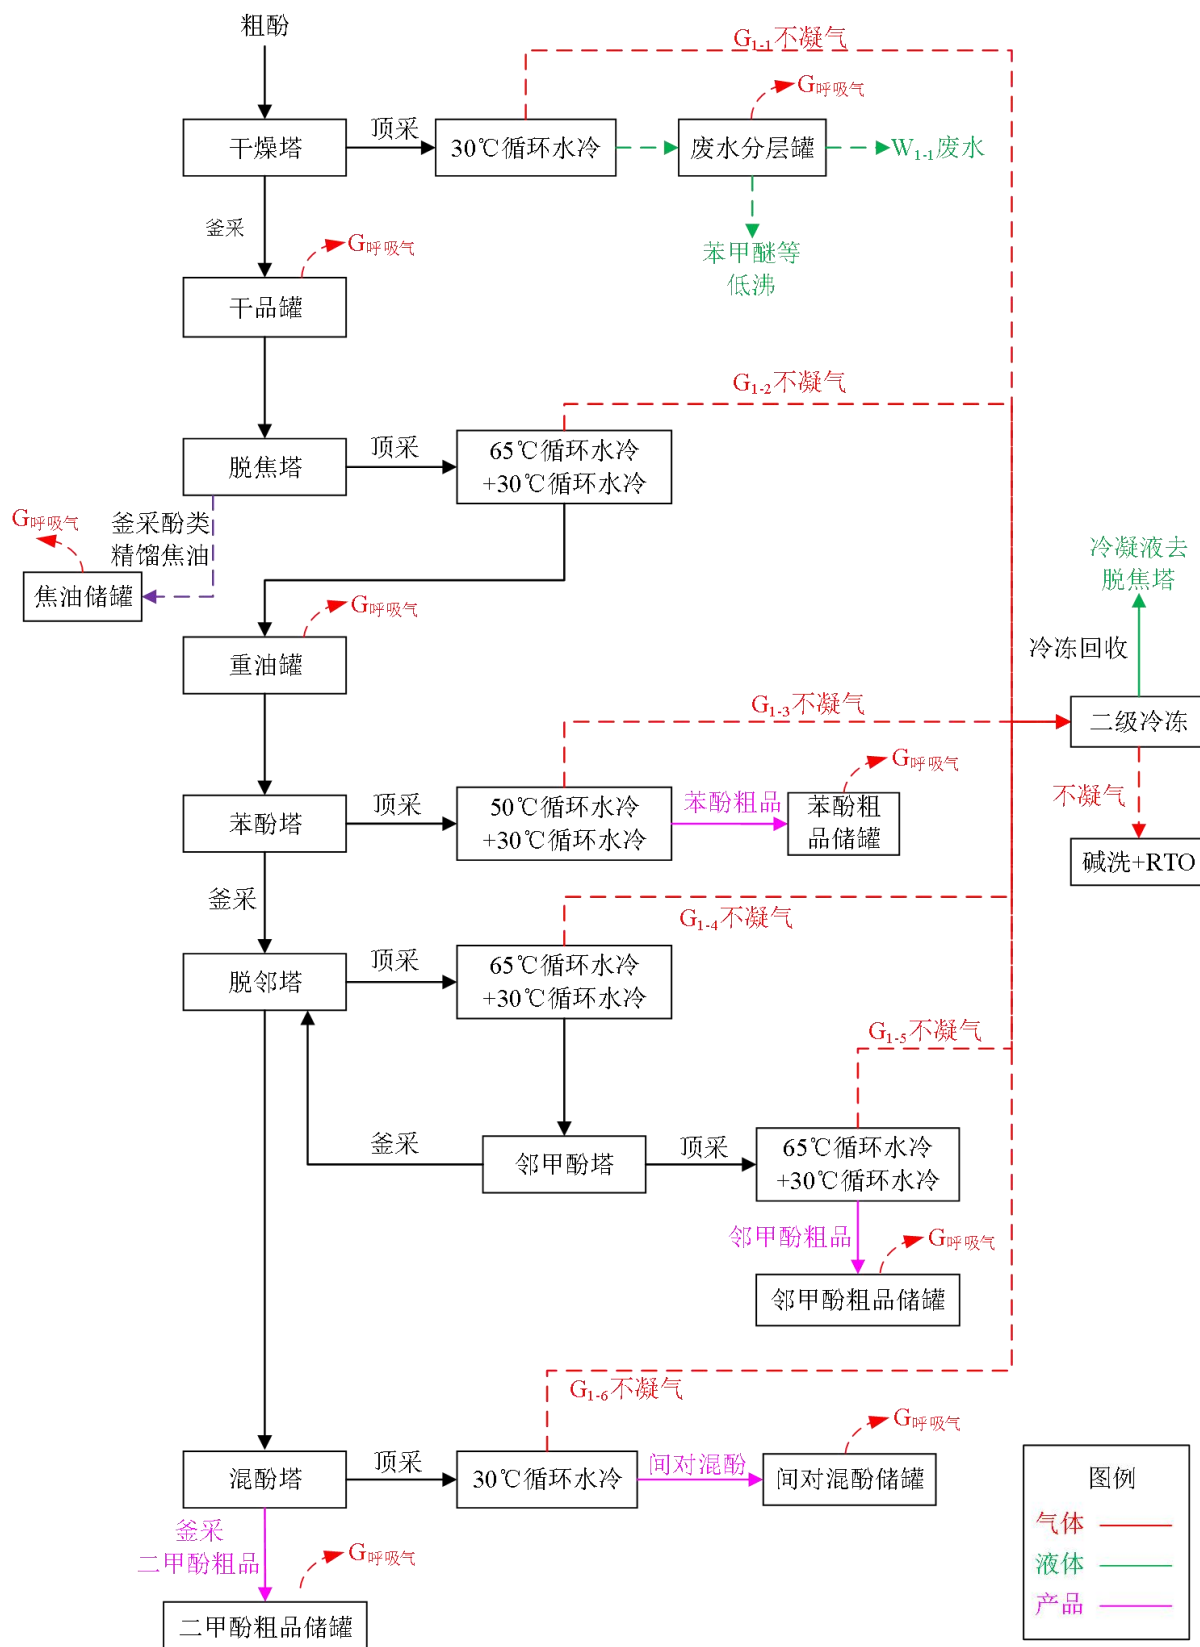 粗酚
G1-1不凝气
G呼吸气
干燥塔
顶采
30℃循环水冷
废水分层罐
W1-1废水
釜采
G呼吸气
苯甲醚等
低沸
干品罐
G1-2不凝气
脱焦塔
顶采
65℃循环水冷
+30℃循环水冷
G呼吸气
釜采酚类
精馏焦油
焦油储罐
冷凝液去
脱焦塔
G呼吸气
重油罐
冷冻回收
G1-3不凝气
二级冷冻
G呼吸气
苯酚塔
顶采
50℃循环水冷
+30℃循环水冷
苯酚粗品
苯酚粗
品储罐
不凝气
碱洗+RTO
釜采
G1-4不凝气
脱邻塔
顶采
65℃循环水冷
+30℃循环水冷
G1-5不凝气
釜采
邻甲酚塔
顶采
65℃循环水冷
+30℃循环水冷
邻甲酚粗品
G呼吸气
邻甲酚粗品储罐
G1-6不凝气
G呼吸气
混酚塔
顶采
30℃循环水冷
间对混酚
间对混酚储罐
釜采
二甲酚粗品
G呼吸气
二甲酚粗品储罐
图例
气体
液体
产品